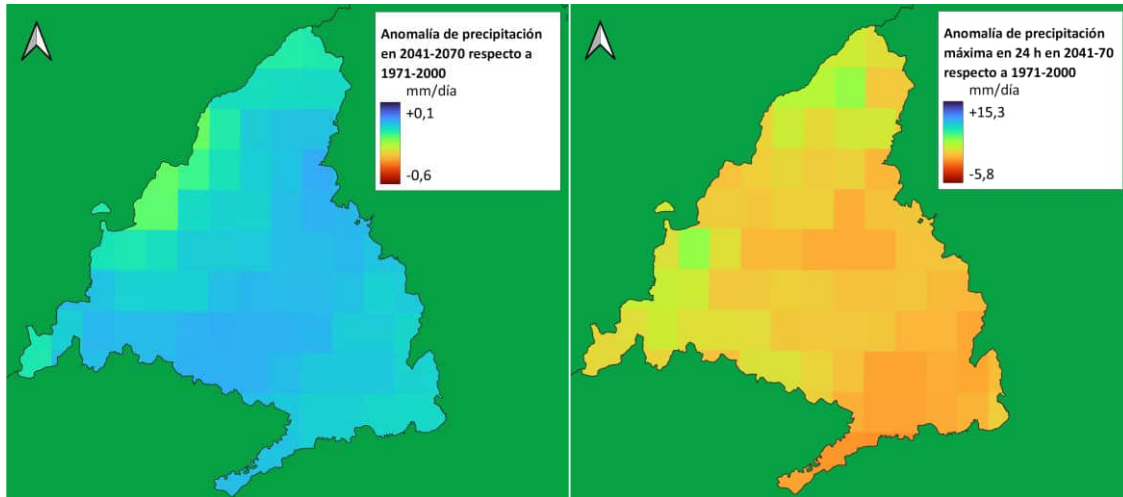 Anomalía de precipitación
en 2041-2070 respecto a
1971-2000
mm/día
+0,1
-0,6
Anomalía de precipitación
máxima en 24 h en 2041-70
respecto a 1971-2000
mm/día
+15,3
-5,8